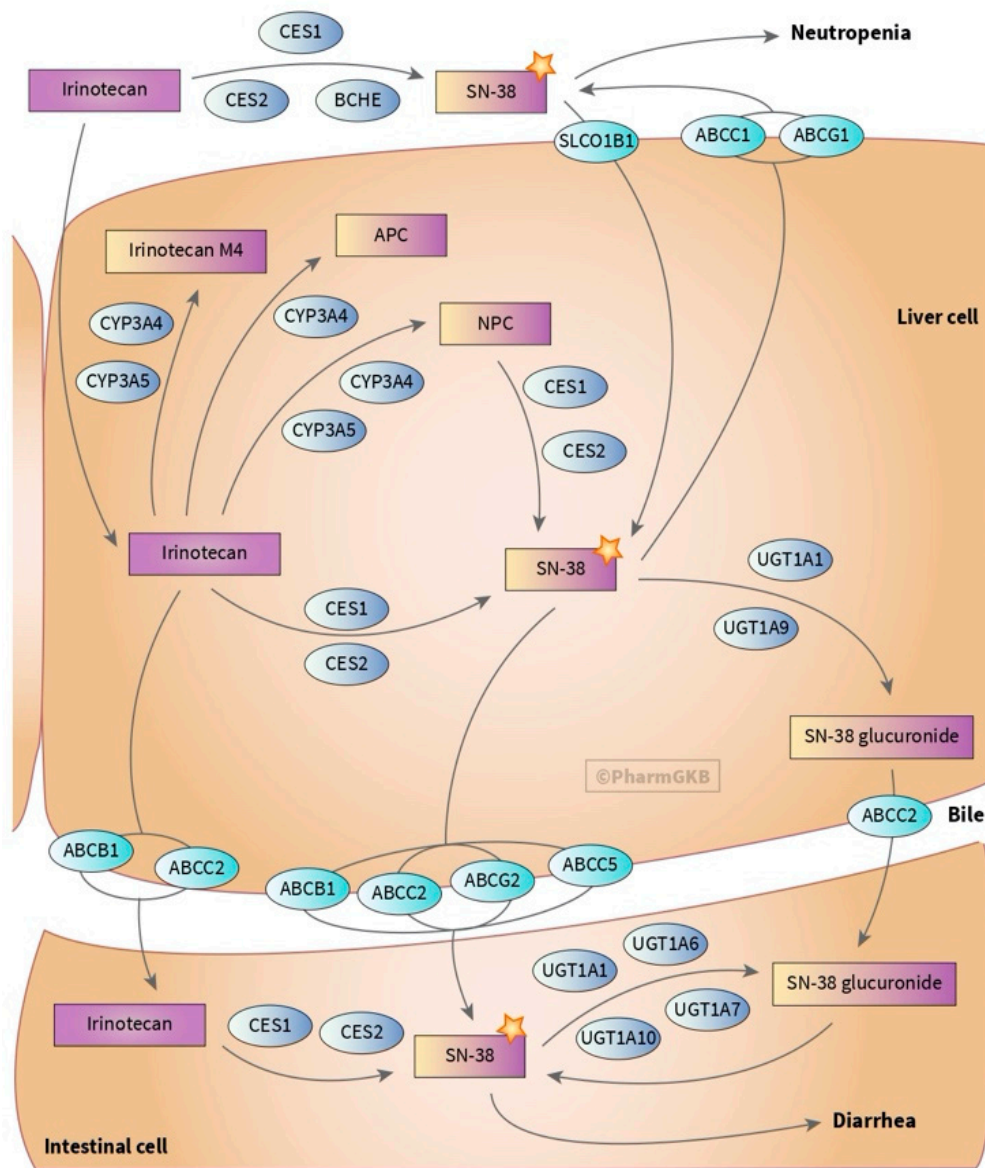 CES1
Neutropenia
Irinotecan
SN-38
CES2
BCHE
SLCO1B1
ABCC1
ABCG1
Irinotecan M4
APC
CYP3A4
CYP3A4
NPC
Liver cell
CYP3A5
CYP3A4
CES1
CYP3A5
CES2
Irinotecan
SN-38
UGT1A1
CES1
UGT1A9
CES2
SN-38 glucuronide
©PharmGKB
ABCC2
Bile
ABCB1
ABCC2
ABCB1
ABCC2
ABCG2
ABCC5
UGT1A6
UGT1A1
SN-38 glucuronide
Irinotecan
CES1
CES2
UGT1A7
UGT1A10
SN-38
Diarrhea
Intestinal cell